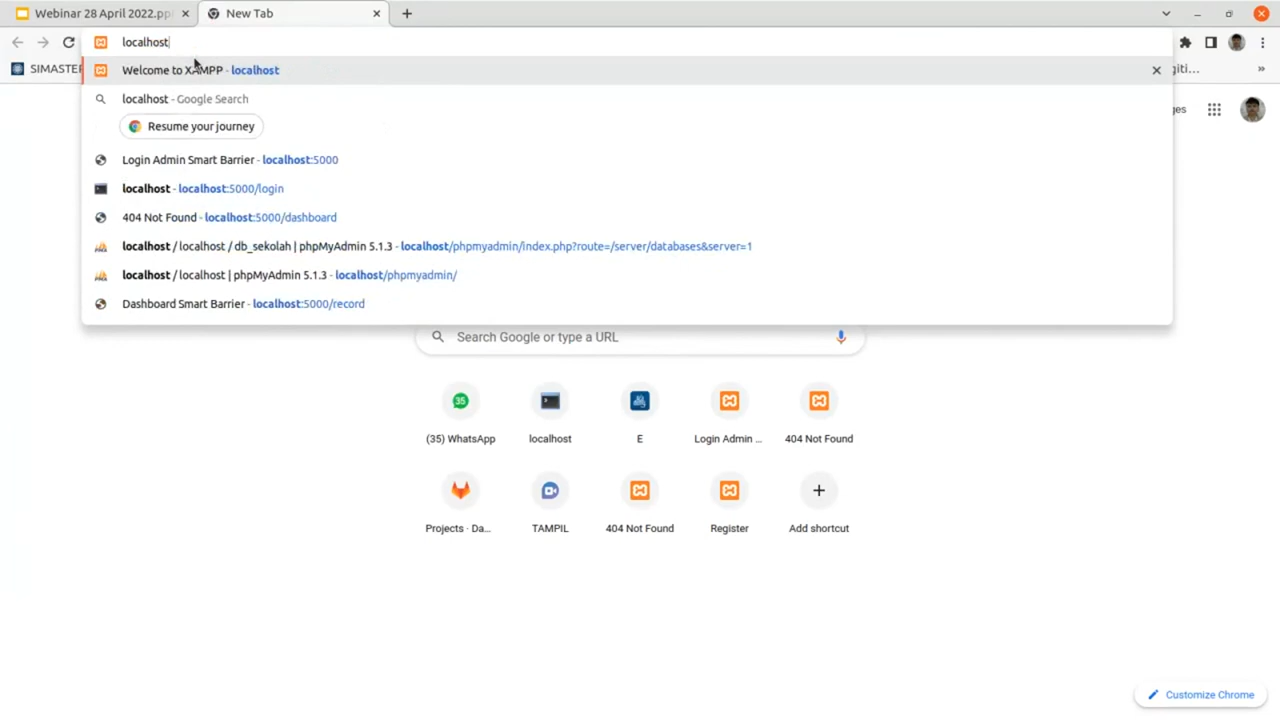 Webinar 28 April 2022.pp
New Tab
localhost
SIMASTE
Welcome to XAMPP - localhost
giti...
localhost - Google Search
Resume your journey
Login Admin Smart Barrier - localhost:5000
localhost - localhost:5000/login
404 Not Found - localhost:5000/dashboard
localhost / localhost / db_sekolah | phpMyAdmin 5.1.3 - localhost/phpmyadmin/index.php?route=/server/databases&server=1
localhost / localhost | phpMyAdmin 5.1.3 - localhost/phpmyadmin/
Dashboard Smart Barrier - localhost:5000/record
Search Google or type a URL
35
(35) WhatsApp
localhost
E
Login Admin ...
404 Not Found
Projects · Da...
TAMPIL
404 Not Found
Register
Add shortcut
Customize Chrome